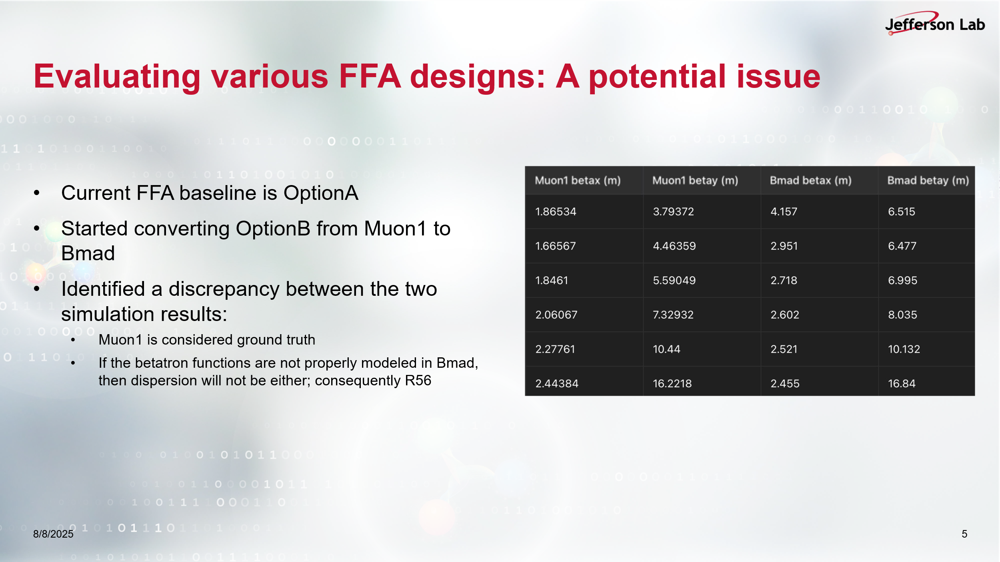 Jefferson Lab
Evaluating various FFA designs: A potential issue
• Current FFA baseline is OptionA
• Started converting OptionB from Muon1 to
Bmad
• Identified a discrepancy between the two
simulation results:
• Muon1 is considered ground truth
• If the betatron functions are not properly modeled in Bmad,
then dispersion will not be either; consequently R56
Muon1 betax (m) Muon1 betay (m) Bmad betax (m) Bmad betay (m)
1.86534 3.79372 4.157 6.515
1.66567 4.46359 2.951 6.477
1.8461 5.59049 2.718 6.995
2.06067 7.32932 2.602 8.035
2.27761 10.44 2.521 10.132
2.44384 16.2218 2.455 16.84
8/8/2025
5